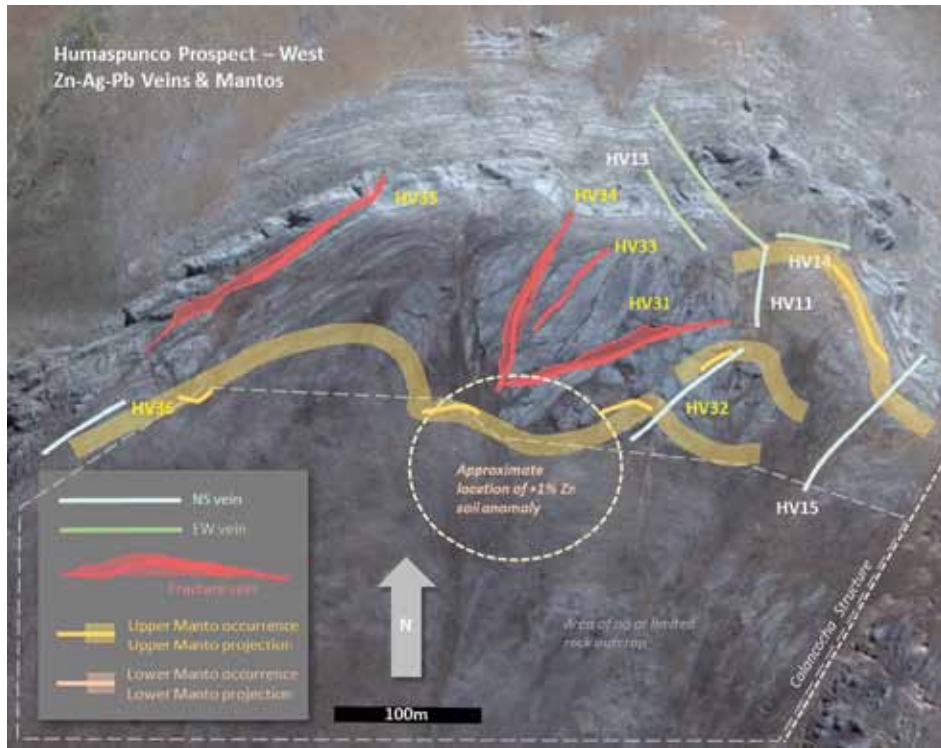 Humaspunco Prospect – West
Zn-Ag-Pb Veins & Mantos
HV13
HV35
HV34
HV33
HV14
HV31
HV11
HV36
HV32
Approximate
location of +1% Zn
soil anomaly
HV15
NS vein
EW vein
Fracture vein
Upper Manto occurrence
Upper Manto projection
Lower Manto occurrence
Lower Manto projection
N
Area of no or limited
rock outcrop
Colancocha Structure
100m